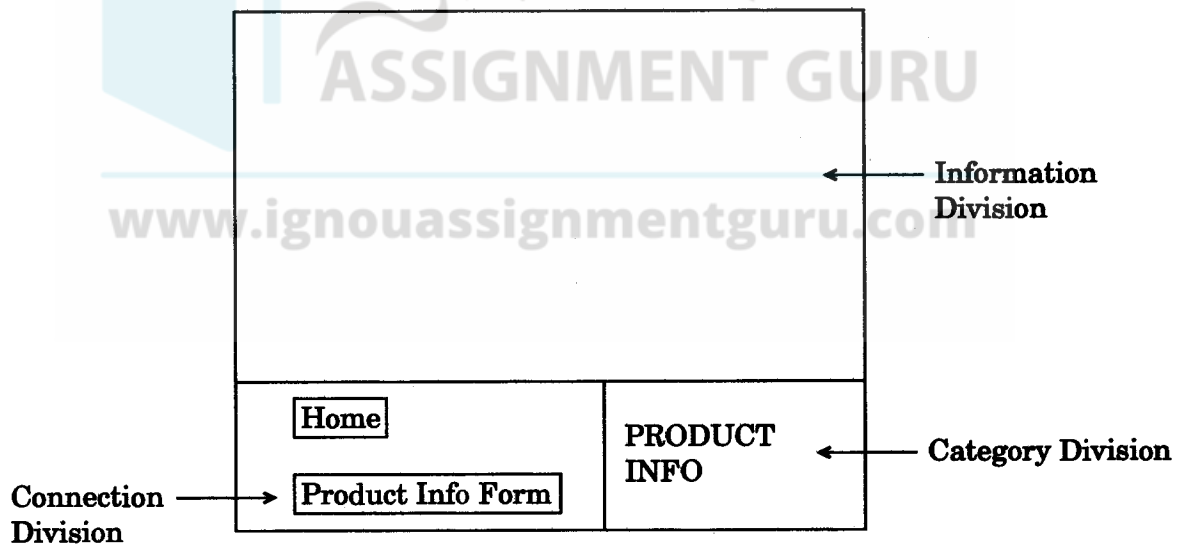 ASSIGNMENT GURU
Information
Division
www.ignouassignmentguru.com
Home
PRODUCT
INFO
Category Division
Product Info Form
Connection
Division